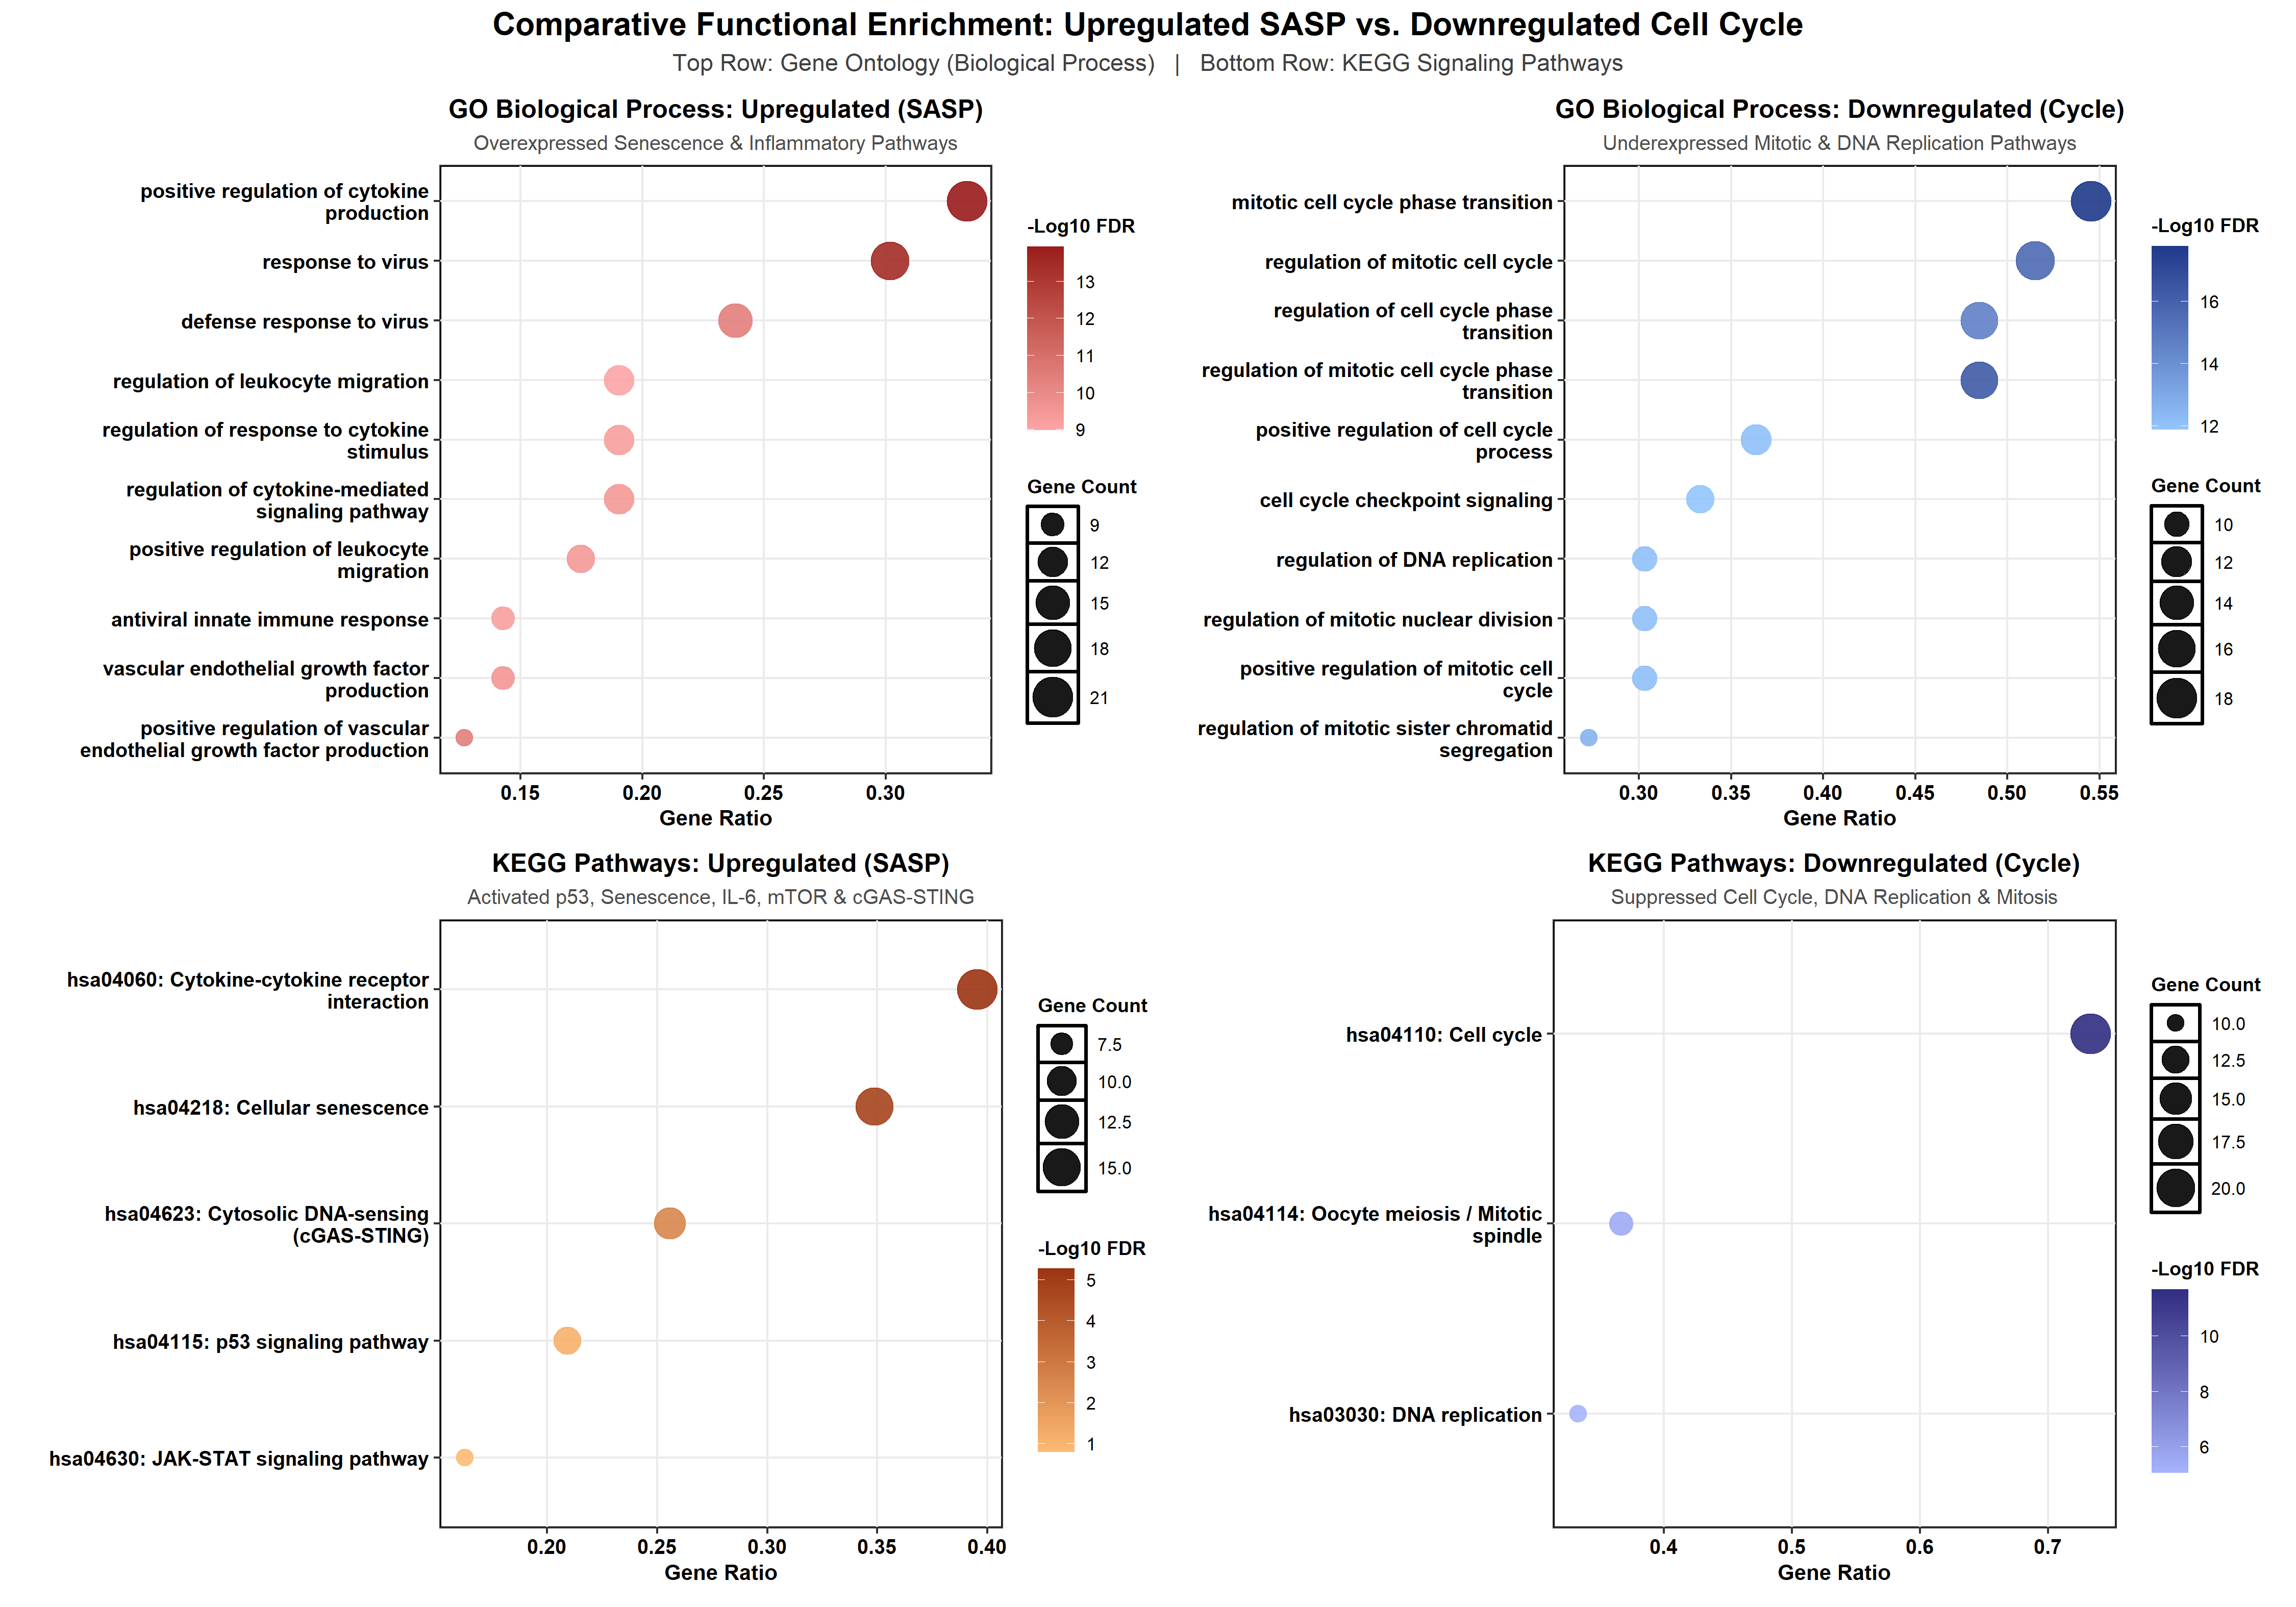 Comparative Functional Enrichment: Upregulated SASP vs. Downregulated Cell Cycle
Top Row: Gene Ontology (Biological Process)   |   Bottom Row: KEGG Signaling Pathways
GO Biological Process: Upregulated (SASP)
Overexpressed Senescence & Inflammatory Pathways
positive regulation of cytokine
production
response to virus
defense response to virus
regulation of leukocyte migration
regulation of response to cytokine
stimulus
regulation of cytokine-mediated
signaling pathway
positive regulation of leukocyte
migration
antiviral innate immune response
vascular endothelial growth factor
production
positive regulation of vascular
endothelial growth factor production
0.15 0.20 0.25 0.30
Gene Ratio
-Log10 FDR
13
12
11
10
9
Gene Count
9
12
15
18
21
GO Biological Process: Downregulated (Cycle)
Underexpressed Mitotic & DNA Replication Pathways
mitotic cell cycle phase transition
regulation of mitotic cell cycle
regulation of cell cycle phase
transition
regulation of mitotic cell cycle phase
transition
positive regulation of cell cycle
process
cell cycle checkpoint signaling
regulation of DNA replication
regulation of mitotic nuclear division
positive regulation of mitotic cell
cycle
regulation of mitotic sister chromatid
segregation
0.30 0.35 0.40 0.45 0.50 0.55
Gene Ratio
-Log10 FDR
16
14
12
Gene Count
10
12
14
16
18
KEGG Pathways: Upregulated (SASP)
Activated p53, Senescence, IL-6, mTOR & cGAS-STING
hsa04060: Cytokine-cytokine receptor
interaction
hsa04218: Cellular senescence
hsa04623: Cytosolic DNA-sensing
(cGAS-STING)
hsa04115: p53 signaling pathway
hsa04630: JAK-STAT signaling pathway
0.20 0.25 0.30 0.35 0.40
Gene Ratio
Gene Count
7.5
10.0
12.5
15.0
-Log10 FDR
5
4
3
2
1
KEGG Pathways: Downregulated (Cycle)
Suppressed Cell Cycle, DNA Replication & Mitosis
hsa04110: Cell cycle
hsa04114: Oocyte meiosis / Mitotic
spindle
hsa03030: DNA replication
0.4 0.5 0.6 0.7
Gene Ratio
Gene Count
10.0
12.5
15.0
17.5
20.0
-Log10 FDR
10
8
6